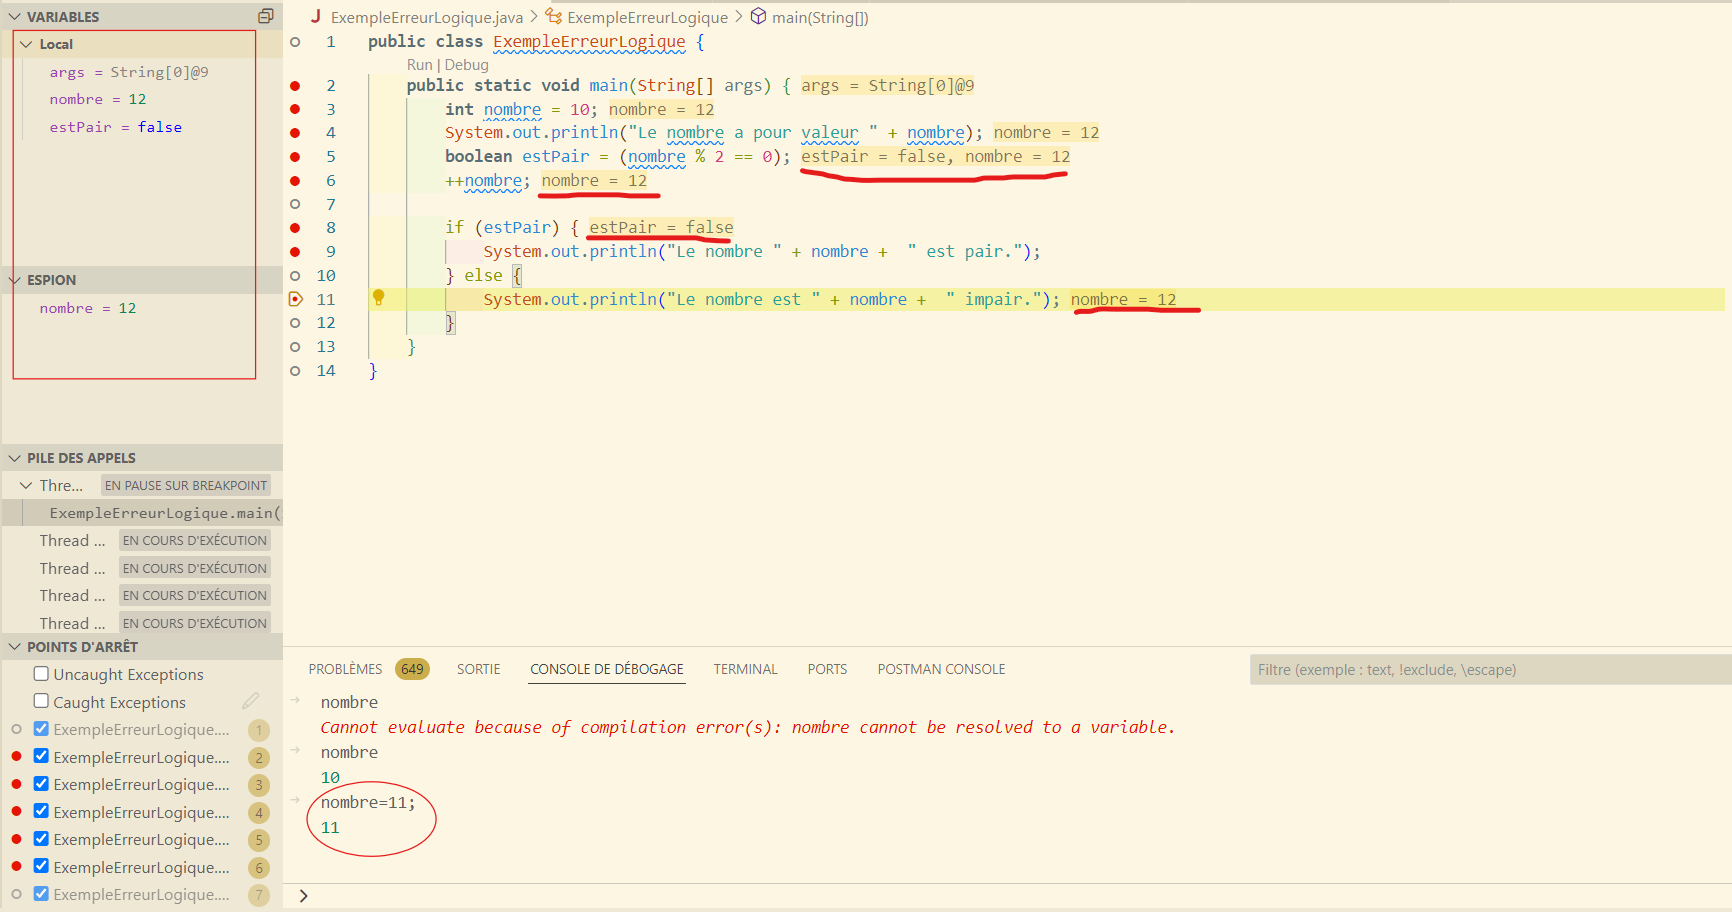 VARIABLES
Local
args = String[0]@9
nombre = 12
estPair = false
ESPION
nombre = 12
PILE DES APPELS
Thre... EN PAUSE SUR BREAKPOINT
ExempleErreurLogique.main(
Thread ... EN COURS D'EXÉCUTION
Thread ... EN COURS D'EXÉCUTION
Thread ... EN COURS D'EXÉCUTION
Thread ... EN COURS D'EXÉCUTION
POINTS D'ARRÊT
Uncaught Exceptions
Caught Exceptions
ExempleErreurLogique.... 1
ExempleErreurLogique.... 2
ExempleErreurLogique.... 3
ExempleErreurLogique.... 4
ExempleErreurLogique.... 5
ExempleErreurLogique.... 6
ExempleErreurLogique.... 7
J ExempleErreurLogique.java > ExempleErreurLogique > main(String[])
1 public class ExempleErreurLogique {
Run | Debug
2 public static void main(String[] args) { args = String[0]@9
3 int nombre = 10; nombre = 12
4 System.out.println("Le nombre a pour valeur " + nombre); nombre = 12
5 boolean estPair = (nombre % 2 == 0); estPair = false, nombre = 12
6 ++nombre; nombre = 12
7
8 if (estPair) { estPair = false
9 System.out.println("Le nombre " + nombre +  " est pair.");
10 } else {
11 System.out.println("Le nombre est " + nombre +  " impair."); nombre = 12
12 }
13 }
14 }
PROBLÈMES 649 SORTIE CONSOLE DE DÉBOGAGE TERMINAL PORTS POSTMAN CONSOLE Filtre (exemple : text, !exclude, \escape)
nombre
Cannot evaluate because of compilation error(s): nombre cannot be resolved to a variable.
nombre
10
nombre=11;
11
>